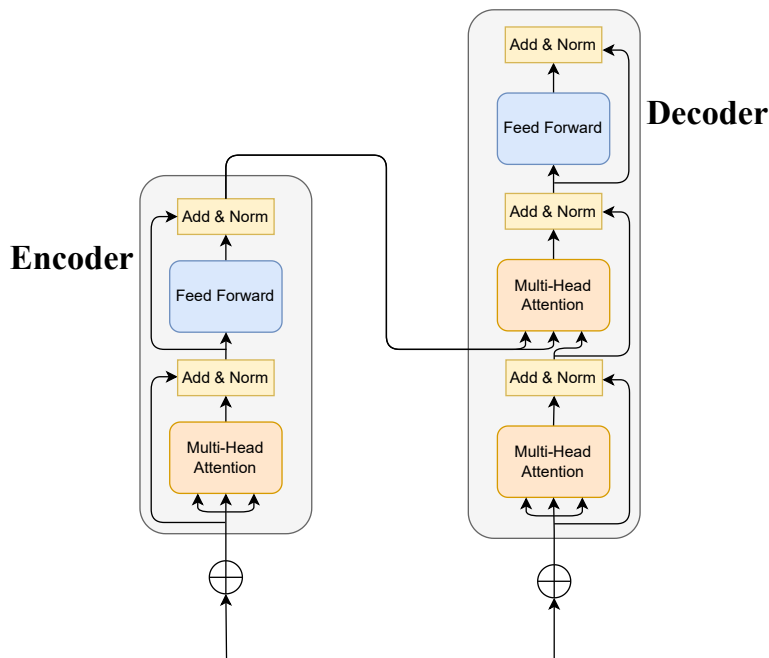 Encoder
Add & Norm
Feed Forward
Add & Norm
Multi-Head
Attention
Decoder
Add & Norm
Feed Forward
Add & Norm
Multi-Head
Attention
Add & Norm
Multi-Head
Attention